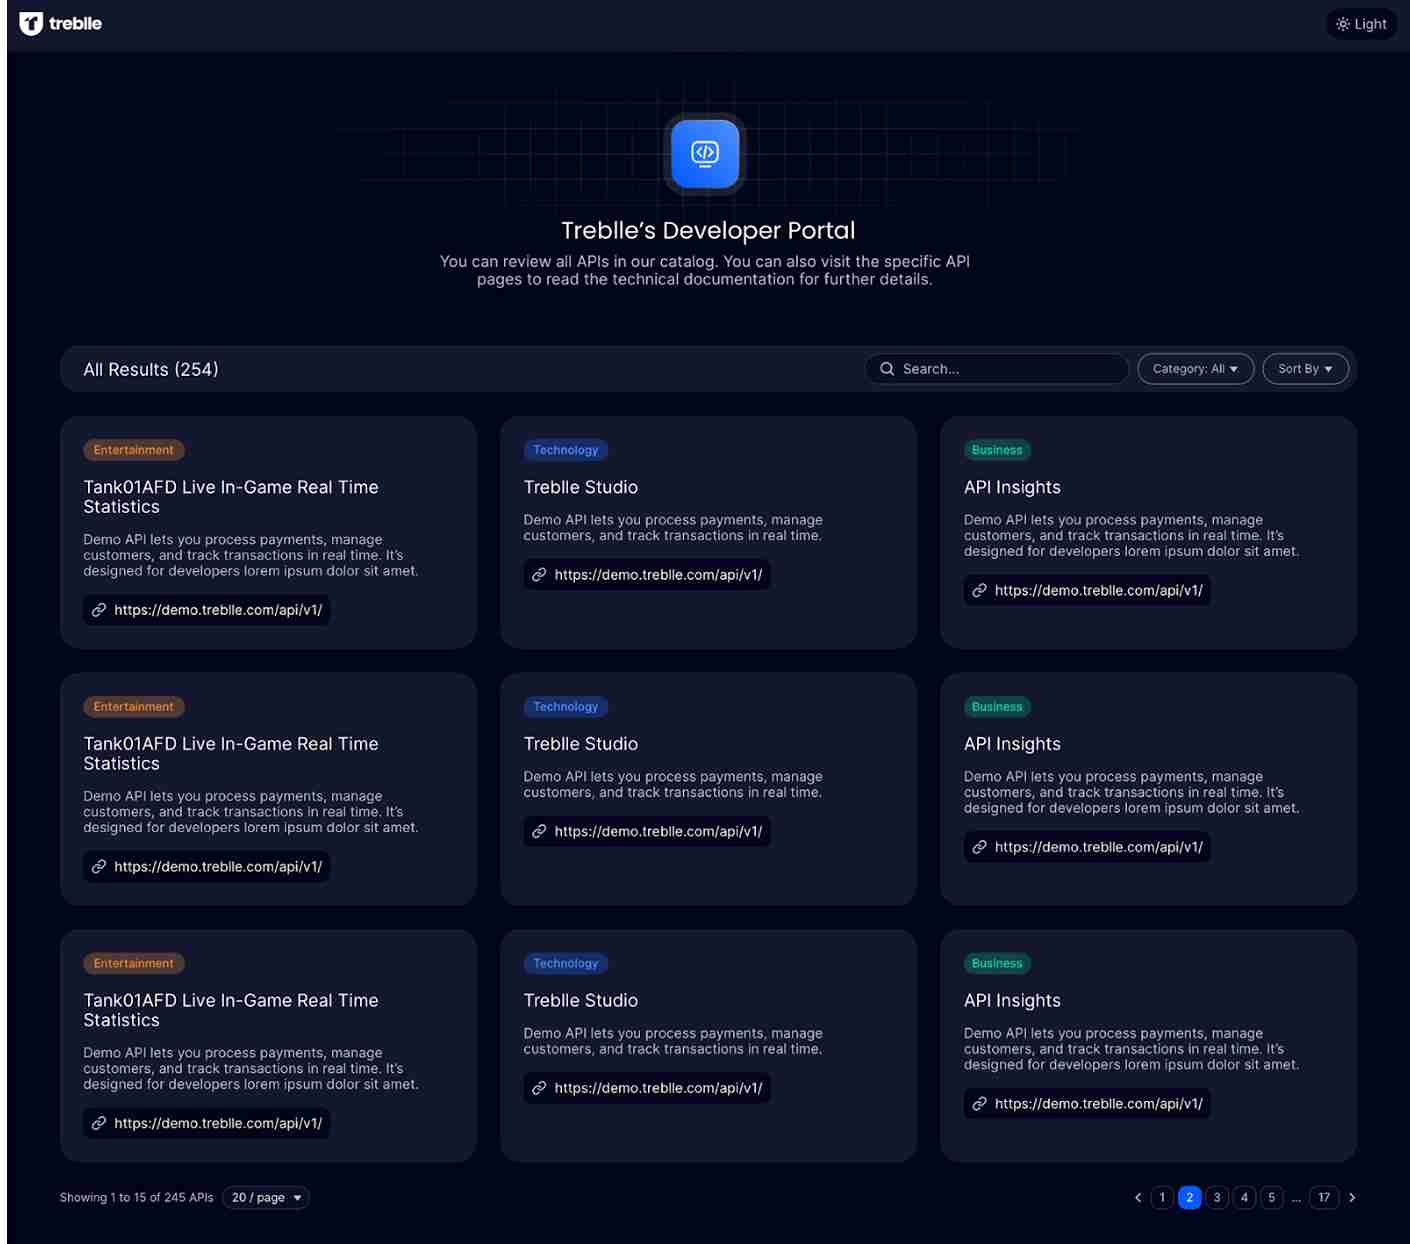 treblle
Light
Treblle’s Developer Portal
You can review all APIs in our catalog. You can also visit the specific API
pages to read the technical documentation for further details.
All Results (254)
Search...
Category: All
Sort By
Entertainment
Tank01AFD Live In-Game Real Time
Statistics
Demo API lets you process payments, manage
customers, and track transactions in real time. It’s
designed for developers lorem ipsum dolor sit amet.
https://demo.treblle.com/api/v1/
Technology
Treblle Studio
Demo API lets you process payments, manage
customers, and track transactions in real time.
https://demo.treblle.com/api/v1/
Business
API Insights
Demo API lets you process payments, manage
customers, and track transactions in real time. It’s
designed for developers lorem ipsum dolor sit amet.
https://demo.treblle.com/api/v1/
Entertainment
Tank01AFD Live In-Game Real Time
Statistics
Demo API lets you process payments, manage
customers, and track transactions in real time. It’s
designed for developers lorem ipsum dolor sit amet.
https://demo.treblle.com/api/v1/
Technology
Treblle Studio
Demo API lets you process payments, manage
customers, and track transactions in real time.
https://demo.treblle.com/api/v1/
Business
API Insights
Demo API lets you process payments, manage
customers, and track transactions in real time. It’s
designed for developers lorem ipsum dolor sit amet.
https://demo.treblle.com/api/v1/
Entertainment
Tank01AFD Live In-Game Real Time
Statistics
Demo API lets you process payments, manage
customers, and track transactions in real time. It’s
designed for developers lorem ipsum dolor sit amet.
https://demo.treblle.com/api/v1/
Technology
Treblle Studio
Demo API lets you process payments, manage
customers, and track transactions in real time.
https://demo.treblle.com/api/v1/
Business
API Insights
Demo API lets you process payments, manage
customers, and track transactions in real time. It’s
designed for developers lorem ipsum dolor sit amet.
https://demo.treblle.com/api/v1/
Showing 1 to 15 of 245 APIs
20 / page
1 2 3 4 5 ... 17